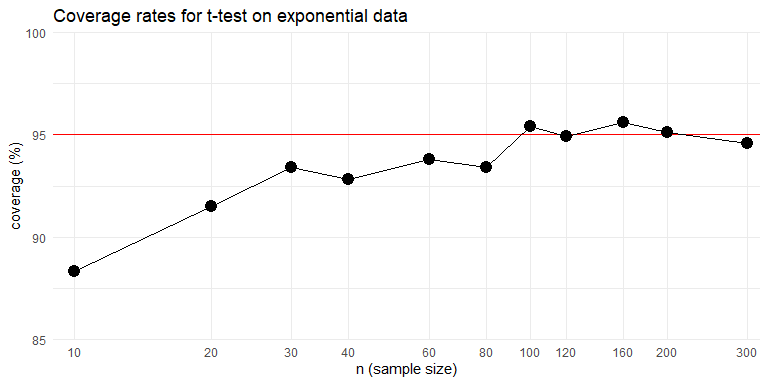 Coverage rates for t-test on exponential data
100
95
90
85
coverage (%)
10 20 30 40 60 80 100 120 160 200 300
n (sample size)